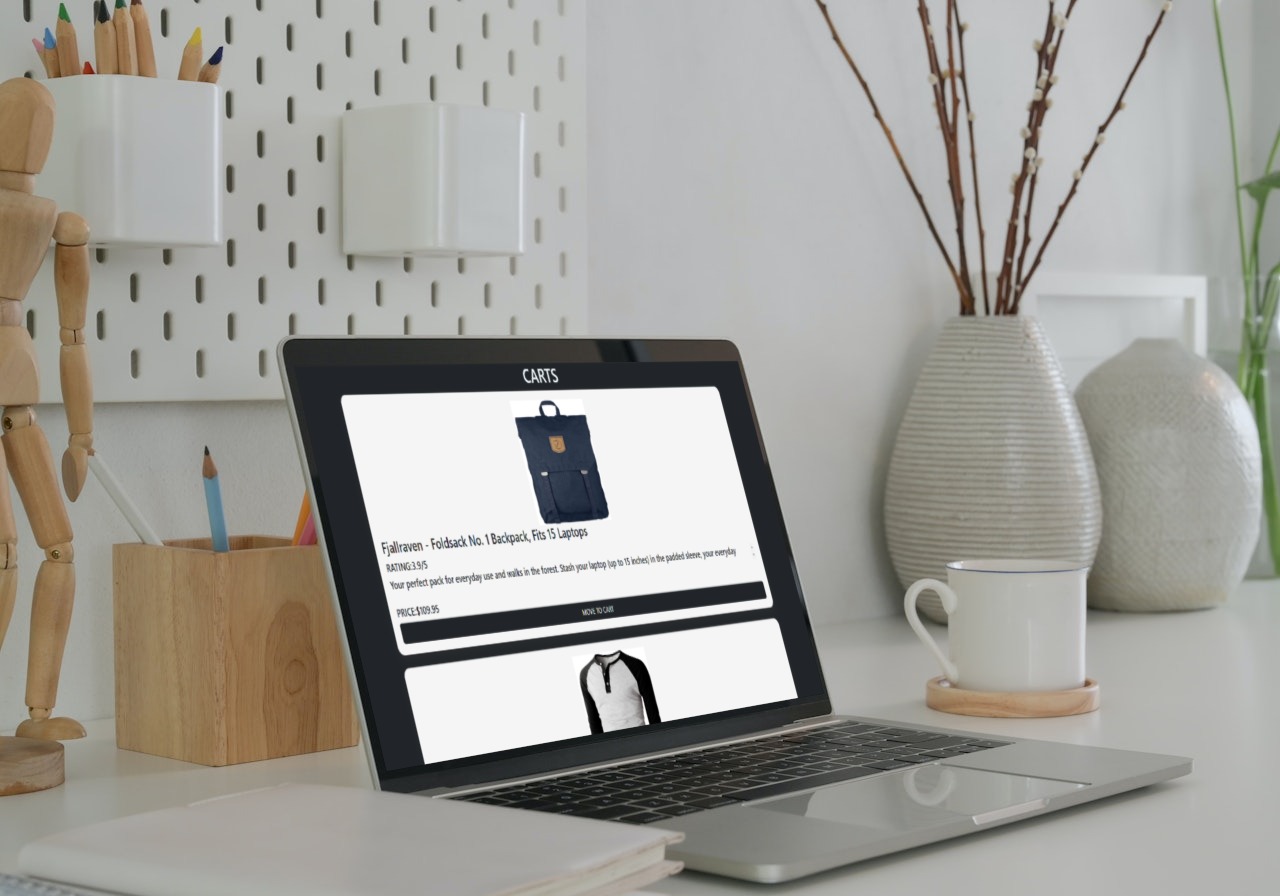 CARTS
Fjallraven - Foldsack No. 1 Backpack, Fits 15 Laptops
RATING:3.9/5
Your perfect pack for everyday use and walks in the forest. Stash your laptop (up to 15 inches) in the padded sleeve, your everyday
PRICE:$109.95
MOVE TO CART